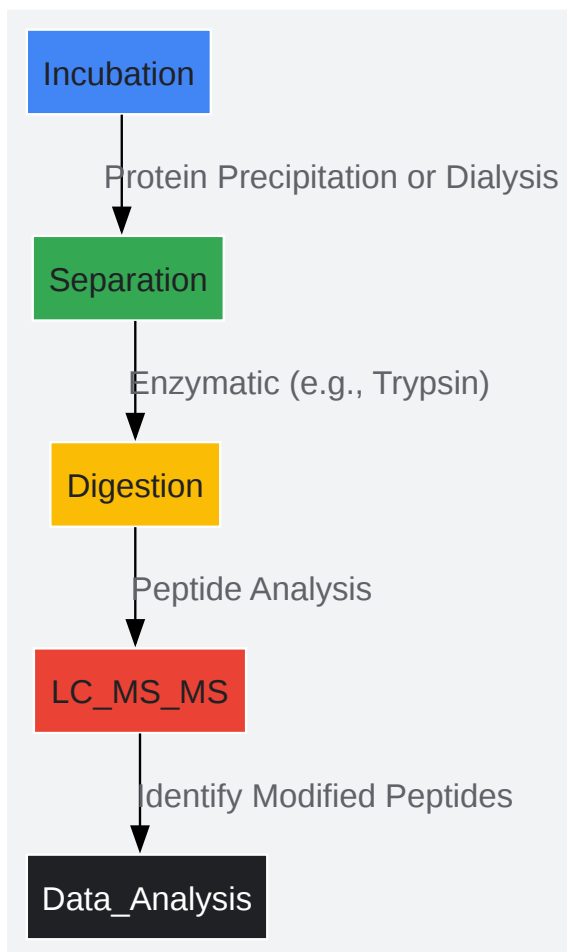 Incubation
Protein Precipitation or Dialysis
Separation
Enzymatic (e.g., Trypsin)
Digestion
Peptide Analysis
LC_MS_MS
Identify Modified Peptides
Data_Analysis